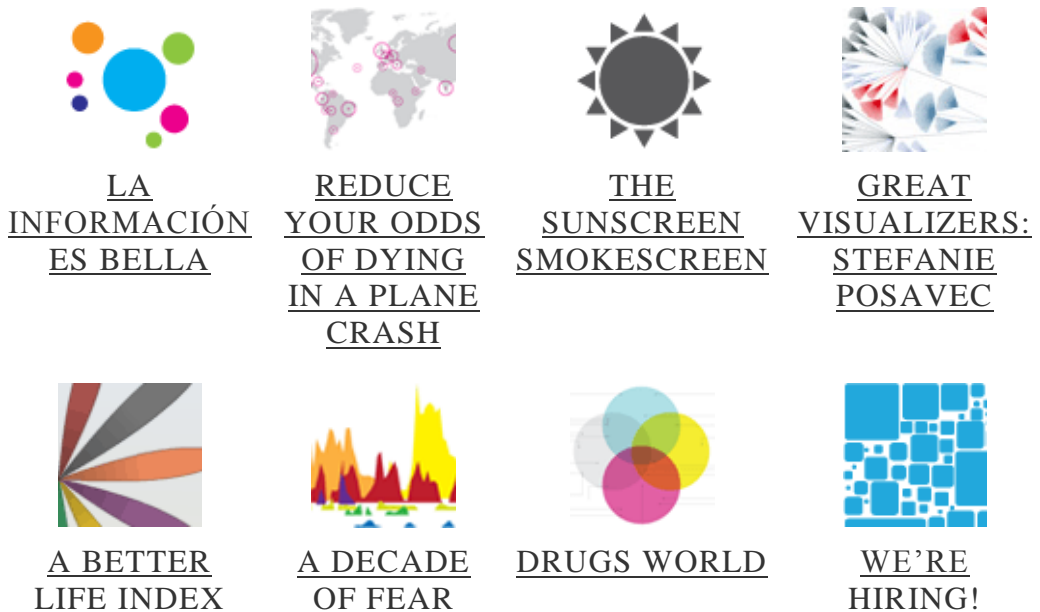 LA
INFORMACIÓN
ES BELLA
REDUCE
YOUR ODDS
OF DYING
IN A PLANE
CRASH
THE
SUNSCREEN
SMOKESCREEN
GREAT
VISUALIZERS:
STEFANIE
POSAVEC
A BETTER
LIFE INDEX
A DECADE
OF FEAR
DRUGS WORLD
WE’RE
HIRING!